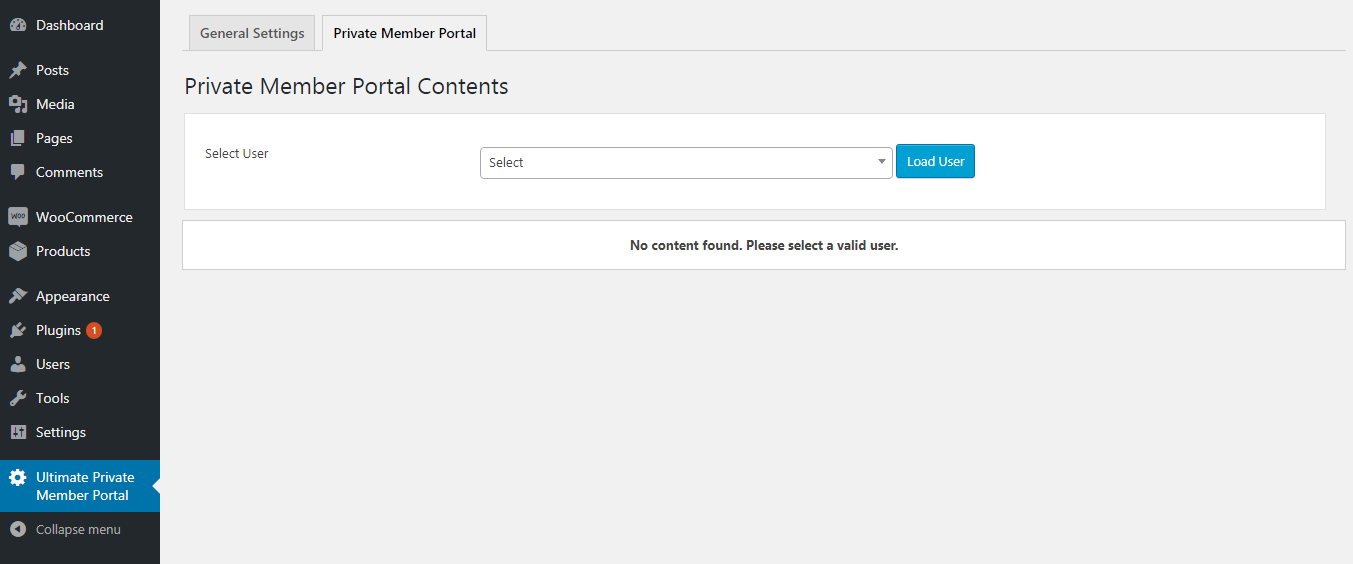 Dashboard
Posts
Media
Pages
Comments
WOO WooCommerce
Products
Appearance
Plugins 1
Users
Tools
Settings
Ultimate Private
Member Portal
Collapse menu
General Settings
Private Member Portal
Private Member Portal Contents
Select User
Select
Load User
No content found. Please select a valid user.